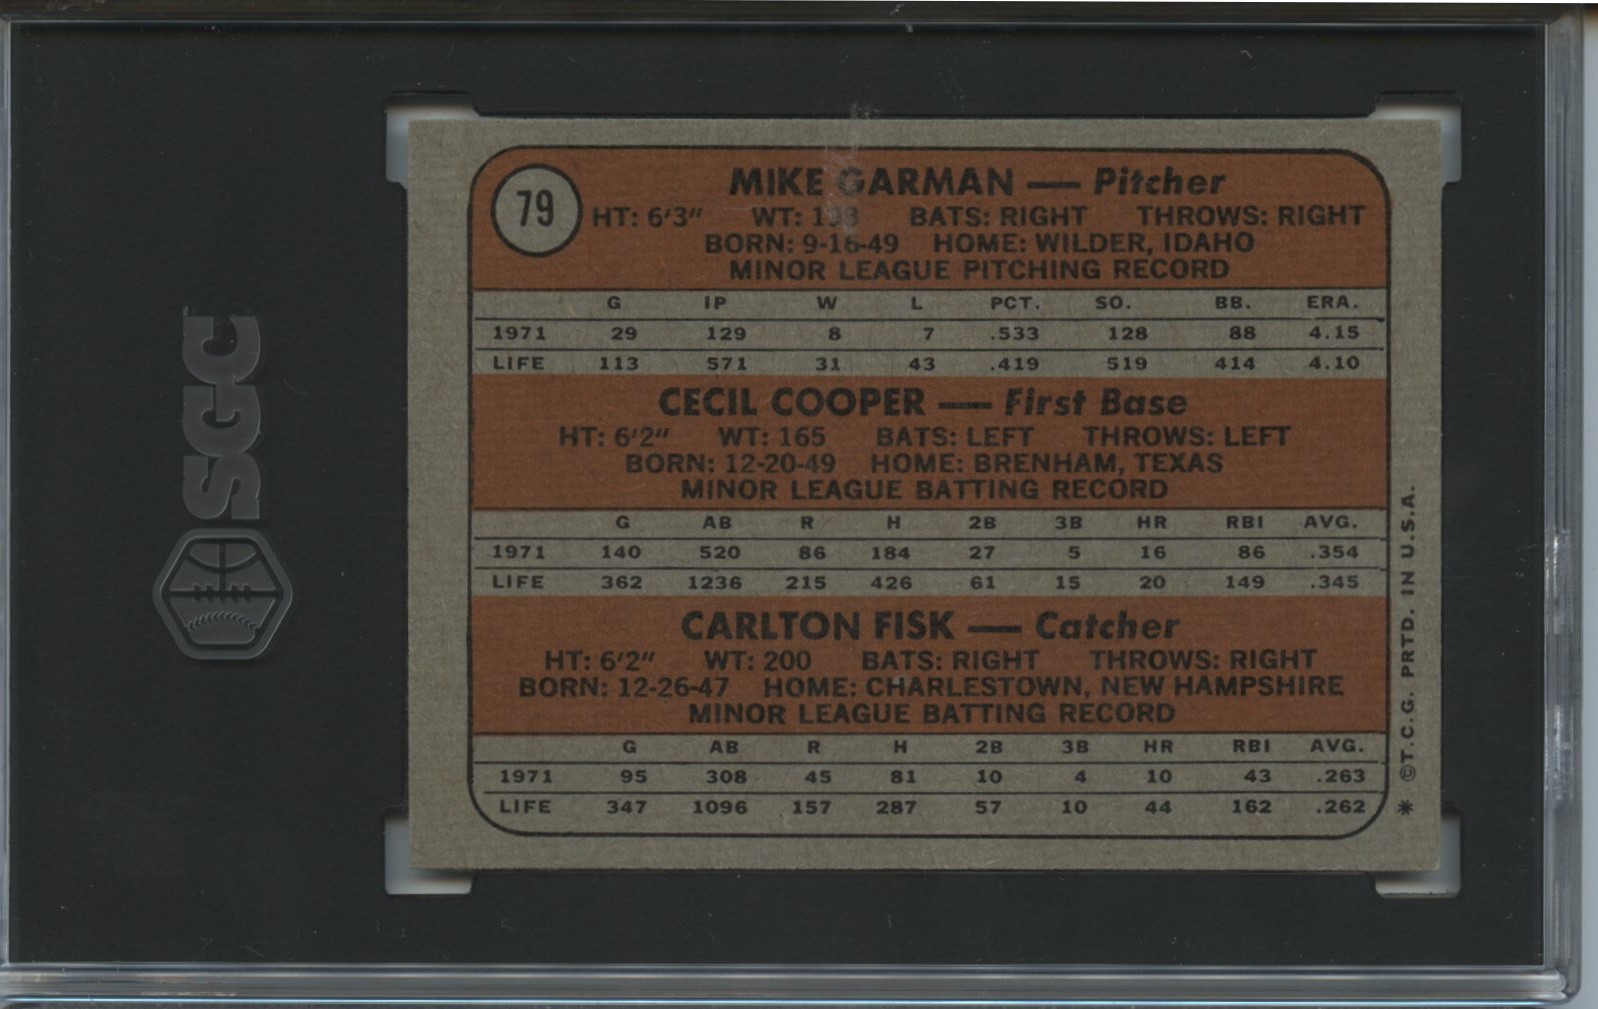 SGC
79
MIKE GARMAN — Pitcher
HT: 6'3" WT: 198 BATS: RIGHT THROWS: RIGHT
BORN: 9-16-49 HOME: WILDER, IDAHO
MINOR LEAGUE PITCHING RECORD
G IP W L PCT. SO. BB. ERA.
1971 29 129 8 7 .533 128 88 4.15
LIFE 113 571 31 43 .419 519 414 4.10
CECIL COOPER — First Base
HT: 6'2" WT: 165 BATS: LEFT THROWS: LEFT
BORN: 12-20-49 HOME: BRENHAM, TEXAS
MINOR LEAGUE BATTING RECORD
G AB R H 2B 3B HR RBI AVG.
1971 140 520 86 184 27 5 16 86 .354
LIFE 362 1236 215 426 61 15 20 149 .345
CARLTON FISK — Catcher
HT: 6'2" WT: 200 BATS: RIGHT THROWS: RIGHT
BORN: 12-26-47 HOME: CHARLESTOWN, NEW HAMPSHIRE
MINOR LEAGUE BATTING RECORD
G AB R H 2B 3B HR RBI AVG.
1971 95 308 45 81 10 4 10 43 .263
LIFE 347 1096 157 287 57 10 44 162 .262
* ©T.C.G. PRTD. IN U.S.A.